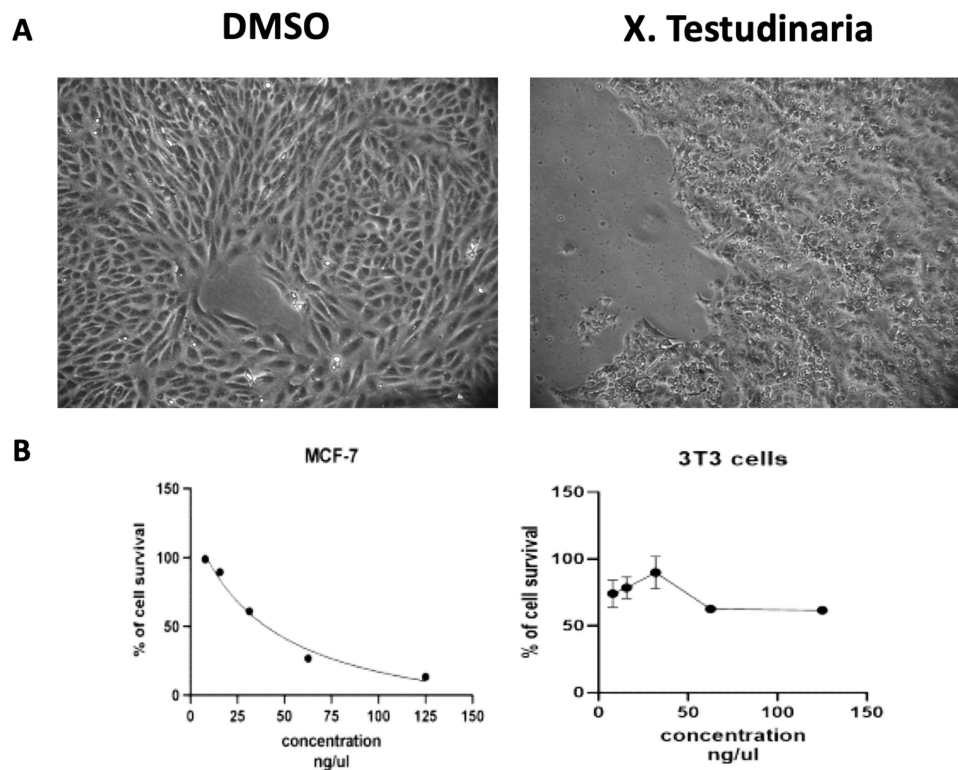 A
DMSO
X. Testudinaria
B
MCF-7
% of cell survival
150
100
50
0
0
25
50
75
100
125
150
concentration
ng/ul
3T3 cells
% of cell survival
150
100
50
0
0
50
100
150
concentration
ng/ul